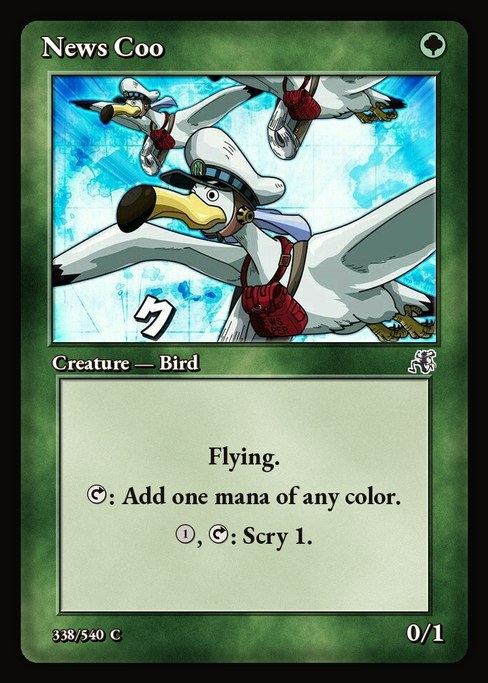 News Coo
ク
Creature — Bird
Flying.
: Add one mana of any color.
1, : Scry 1.
338/540 C
0/1